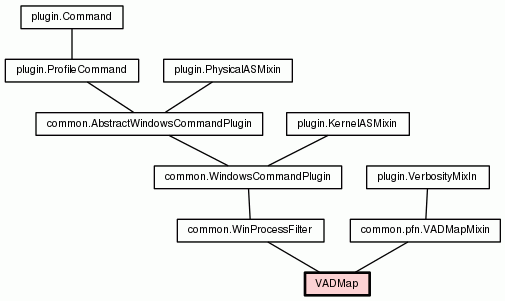 plugin.Command
plugin.ProfileCommand
plugin.PhysicalASMixin
common.AbstractWindowsCommandPlugin
plugin.KernelASMixin
common.WindowsCommandPlugin
plugin.VerbosityMixIn
common.WinProcessFilter
common.pfn.VADMapMixin
VADMap